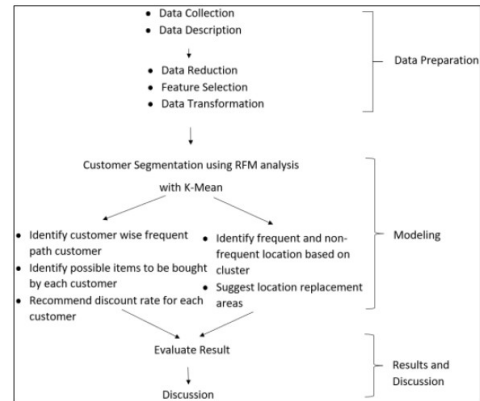 • Data Collection
• Data Description
• Data Reduction
• Feature Selection
• Data Transformation
Data Preparation
Customer Segmentation using RFM analysis
with K-Mean
• Identify customer wise frequent
path customer
• Identify possible items to be bought
by each customer
• Recommend discount rate for each
customer
• Identify frequent and non-
frequent location based on
cluster
• Suggest location replacement
areas
Modeling
Evaluate Result
Discussion
Results and
Discussion